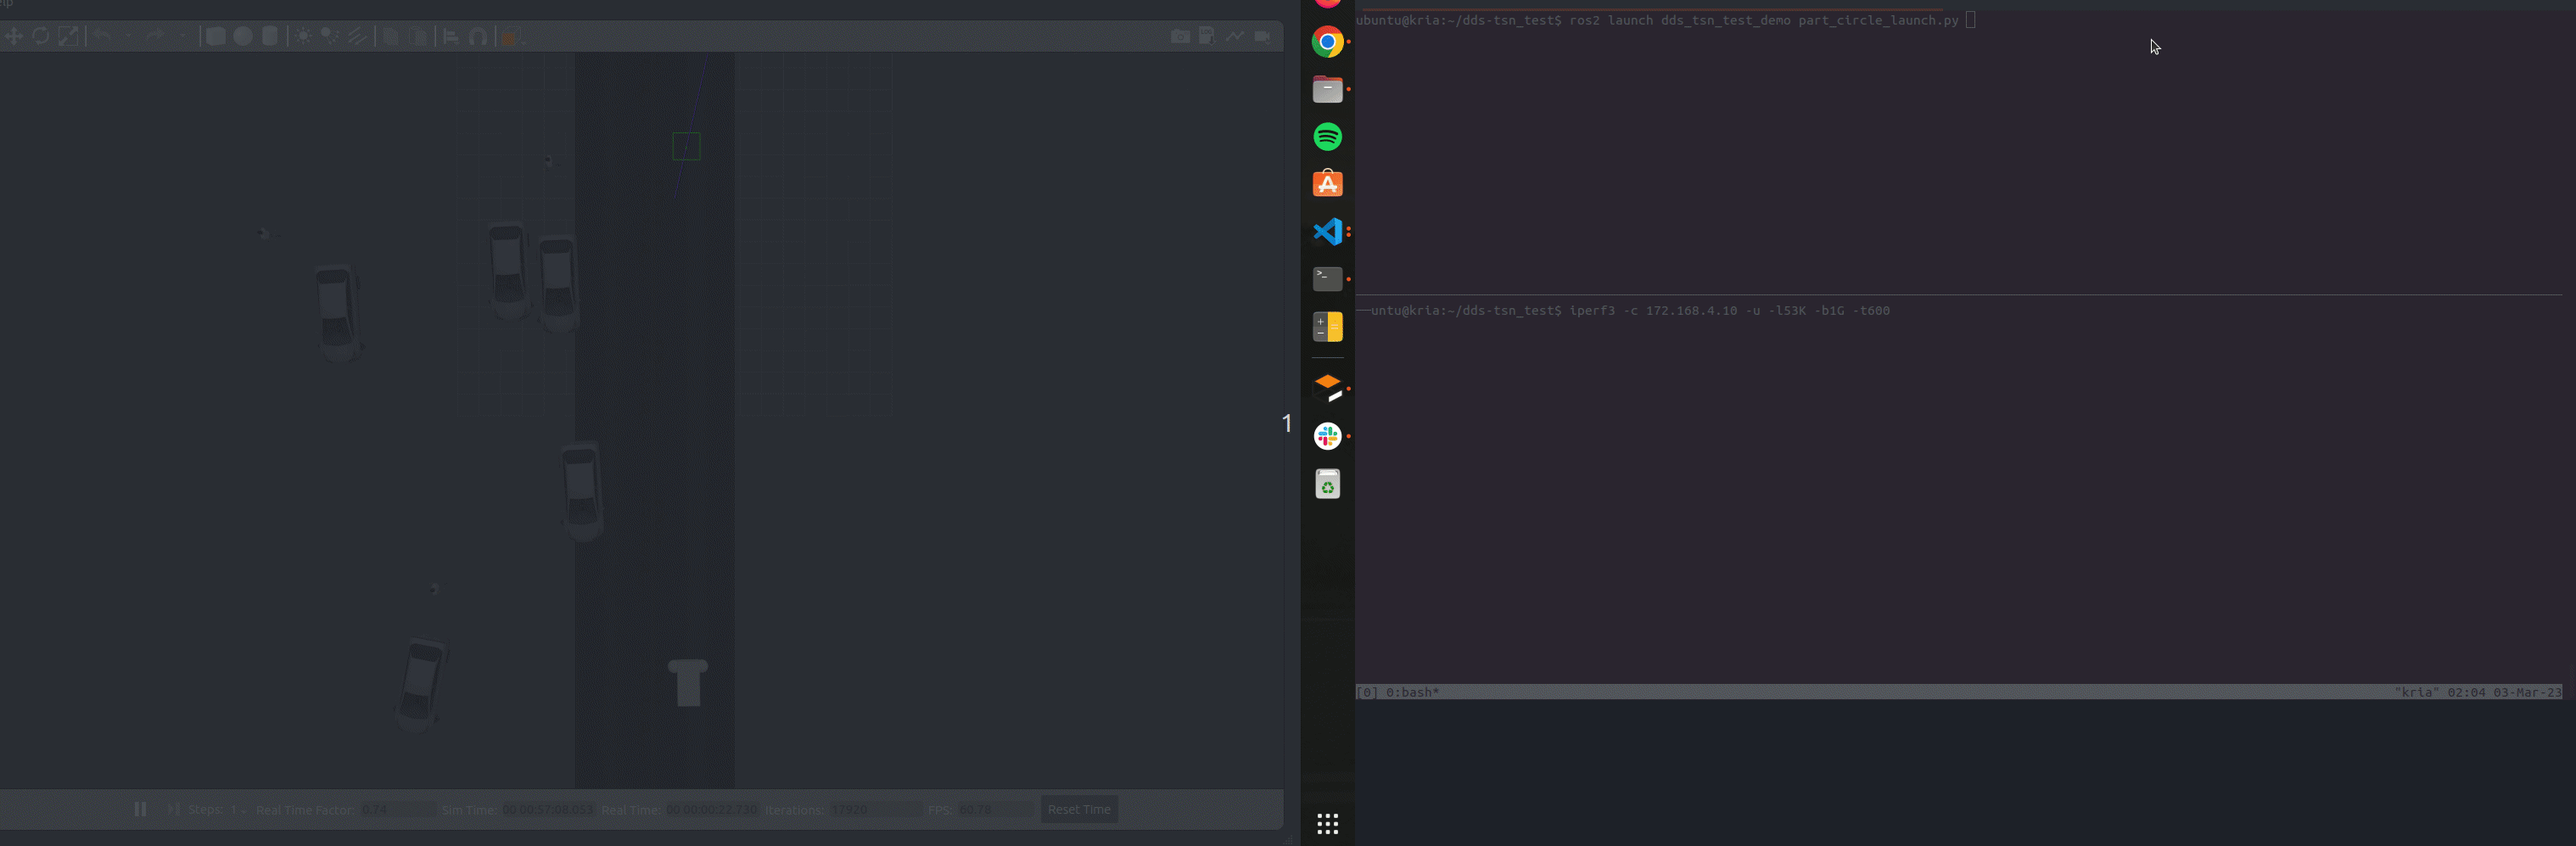 elp
Steps: 1 Real Time Factor: 0.74 Sim Time: 00 00:57:08.053 Real Time: 00 00:00:22.730 Iterations: 17920 FPS: 60.76 Reset Time
1
ubuntu@kria:~/dds-tsn_test$ ros2 launch dds_tsn_test_demo part_circle_launch.py
untu@kria:~/dds-tsn_test$ iperf3 -c 172.168.4.10 -u -l53K -b1G -t600
[0] 0:bash* "kria" 02:04 03-Mar-23